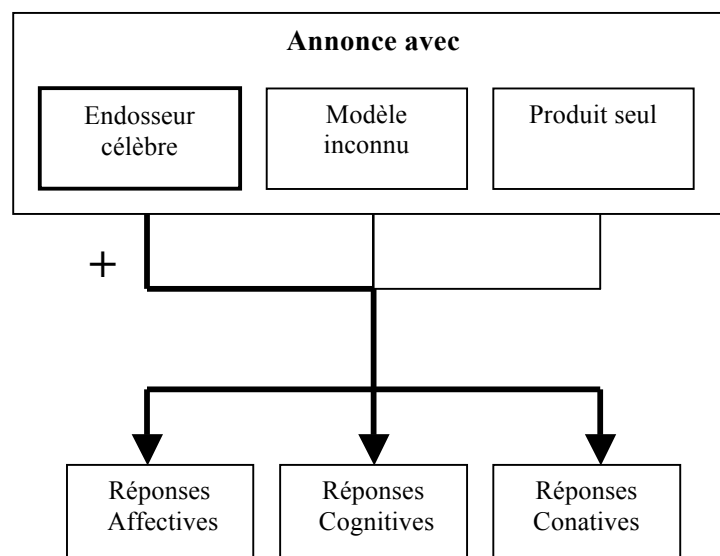 Annonce avec
Endosseur
célèbre
Modèle
inconnu
Produit seul
+
Réponses
Affectives
Réponses
Cognitives
Réponses
Conatives